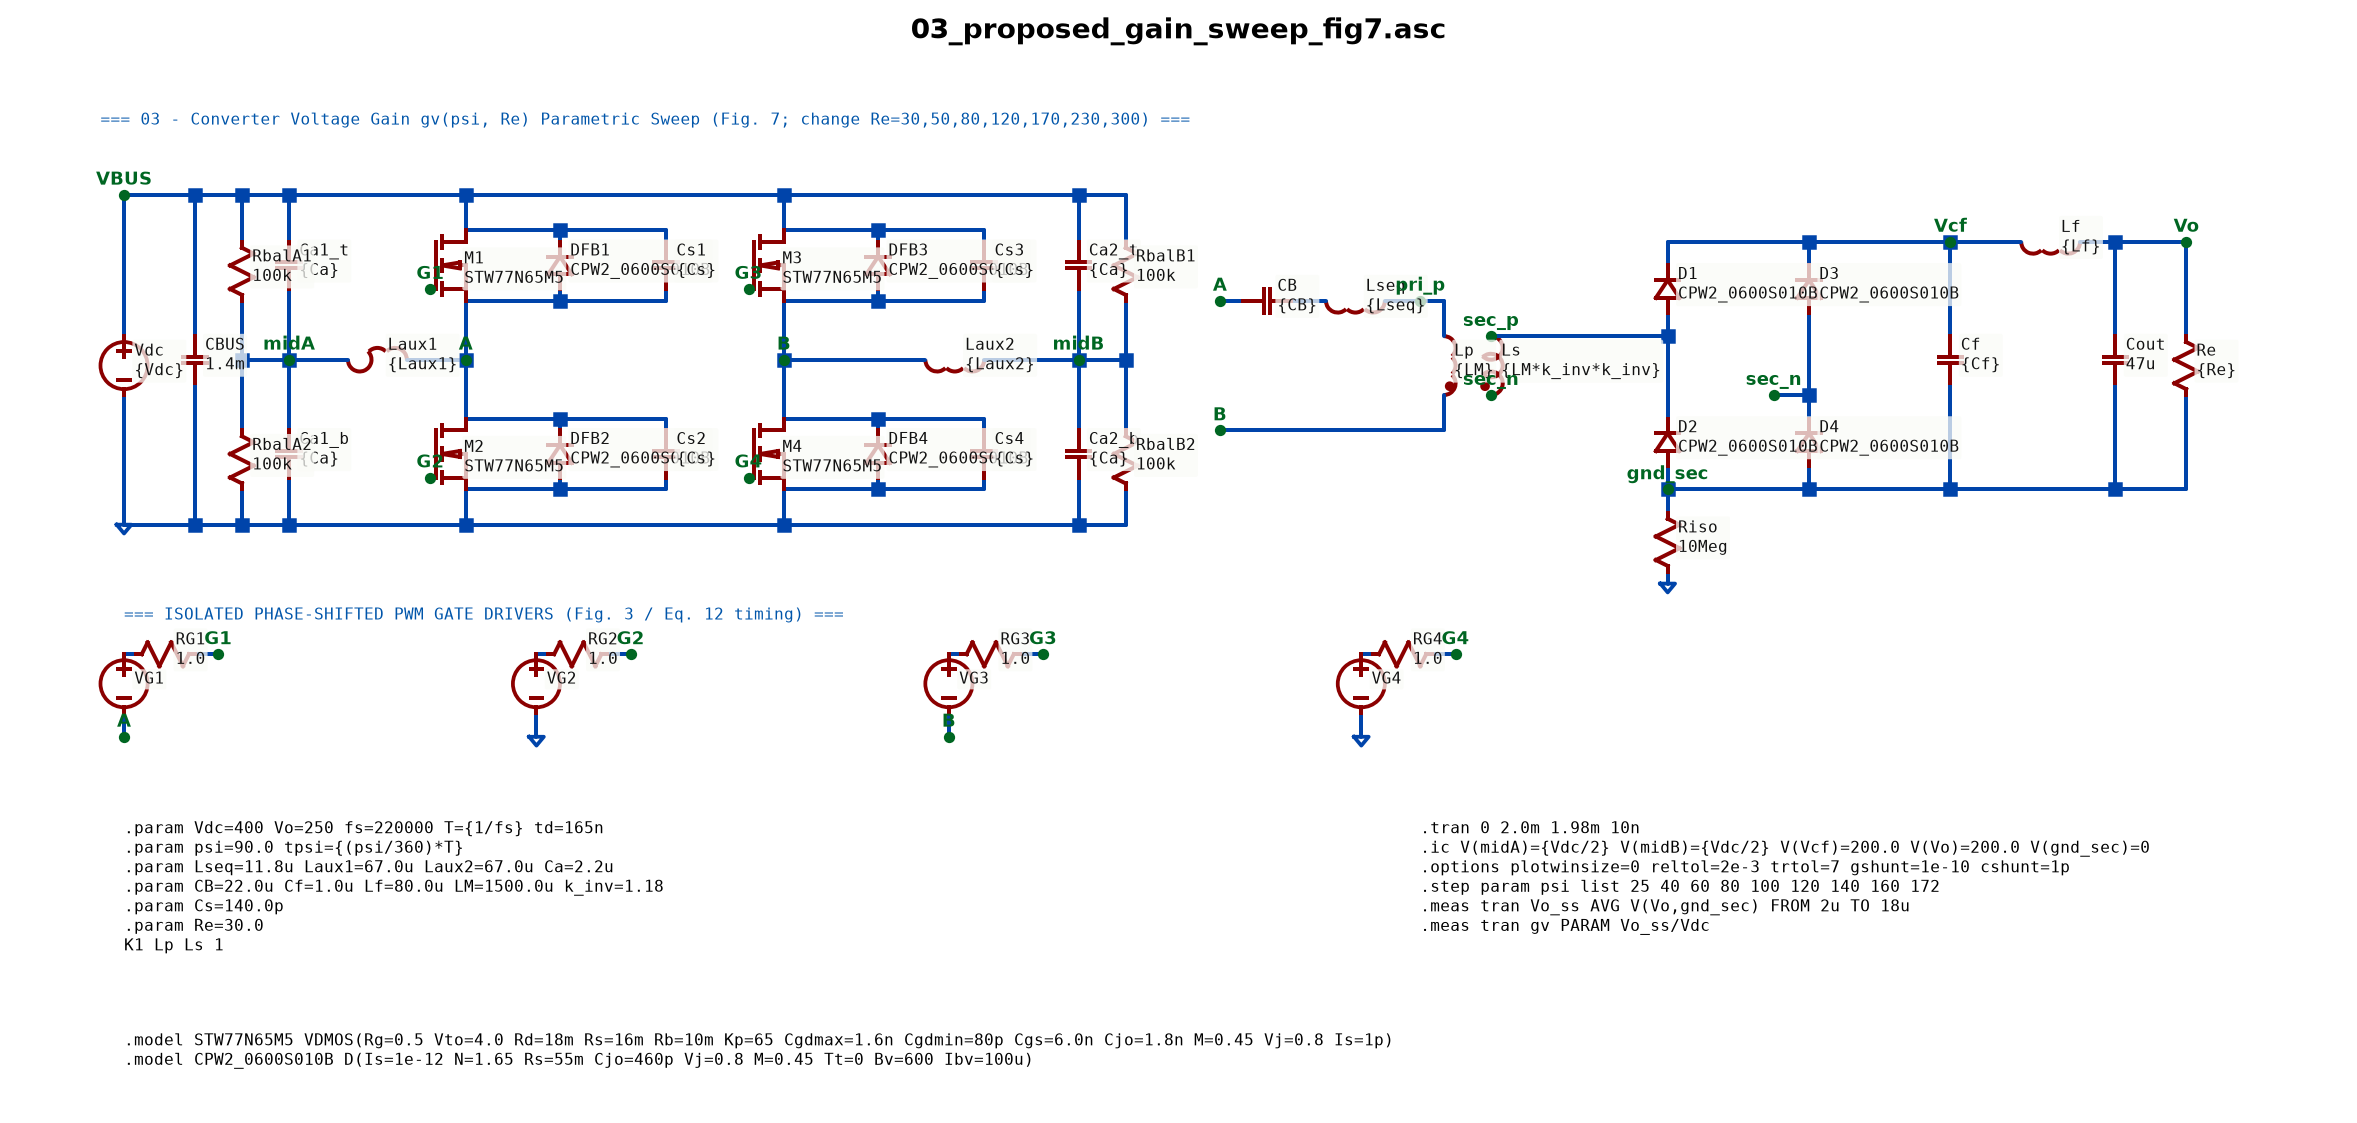 03_proposed_gain_sweep_fig7.asc
=== 03 - Converter Voltage Gain gv(psi, Re) Parametric Sweep (Fig. 7; change Re=30,50,80,120,170,230,300) ===
VBUS
Vdc
{Vdc}
CBUS
1.4m
RbalA1
100k
{Ca}
RbalA2
100k
{Ca}
midA
Laux1
{Laux1}
A
G1
M1
STW77N65M5
DFB1
Cs1
{Cs}
G2
M2
STW77N65M5
DFB2
Cs2
{Cs}
B
G3
M3
STW77N65M5
DFB3
Cs3
{Cs}
G4
M4
STW77N65M5
DFB4
Cs4
{Cs}
Laux2
{Laux2}
midB
{Ca}
RbalB1
100k
{Ca}
RbalB2
100k
A
CB
{CB}
{Lseq}
pri_p
B
Lp
{LM}
sec_p
Ls
{LM*k_inv*k_inv}
sec_n
D1
CPW2_0600S010B
D3
CPW2_0600S010B
sec_n
D2
CPW2_0600S010B
D4
CPW2_0600S010B
gnd_sec
Riso
10Meg
Vcf
Cf
{Cf}
Lf
{Lf}
Cout
47u
Vo
Re
{Re}
=== ISOLATED PHASE-SHIFTED PWM GATE DRIVERS (Fig. 3 / Eq. 12 timing) ===
RG1
1.0
G1
VG1
A
RG2
1.0
G2
VG2
RG3
1.0
G3
VG3
B
RG4
1.0
G4
VG4
.param Vdc=400 Vo=250 fs=220000 T={1/fs} td=165n
.param psi=90.0 tpsi={(psi/360)*T}
.param Lseq=11.8u Laux1=67.0u Laux2=67.0u Ca=2.2u
.param CB=22.0u Cf=1.0u Lf=80.0u LM=1500.0u k_inv=1.18
.param Cs=140.0p
.param Re=30.0
K1 Lp Ls 1
.tran 0 2.0m 1.98m 10n
.ic V(midA)={Vdc/2} V(midB)={Vdc/2} V(Vcf)=200.0 V(Vo)=200.0 V(gnd_sec)=0
.options plotwinsize=0 reltol=2e-3 trtol=7 gshunt=1e-10 cshunt=1p
.step param psi list 25 40 60 80 100 120 140 160 172
.meas tran Vo_ss AVG V(Vo,gnd_sec) FROM 2u TO 18u
.meas tran gv PARAM Vo_ss/Vdc
.model STW77N65M5 VDMOS(Rg=0.5 Vto=4.0 Rd=18m Rs=16m Rb=10m Kp=65 Cgdmax=1.6n Cgdmin=80p Cgs=6.0n Cjo=1.8n M=0.45 Vj=0.8 Is=1p)
.model CPW2_0600S010B D(Is=1e-12 N=1.65 Rs=55m Cjo=460p Vj=0.8 M=0.45 Tt=0 Bv=600 Ibv=100u)